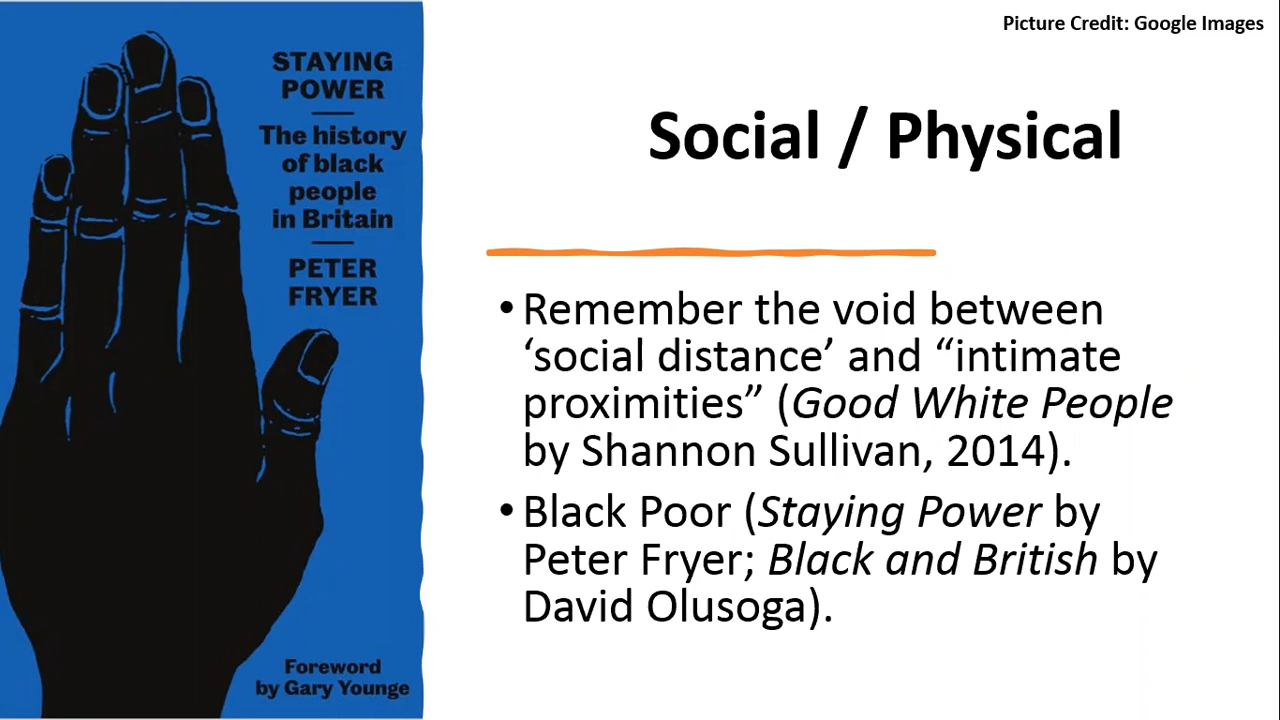 Picture Credit: Google Images
STAYING
POWER
The history
of black
people
in Britain
PETER
FRYER
Foreword
by Gary Younge
Social / Physical
• Remember the void between
‘social distance’ and “intimate
proximities” (Good White People
by Shannon Sullivan, 2014).
• Black Poor (Staying Power by
Peter Fryer; Black and British by
David Olusoga).